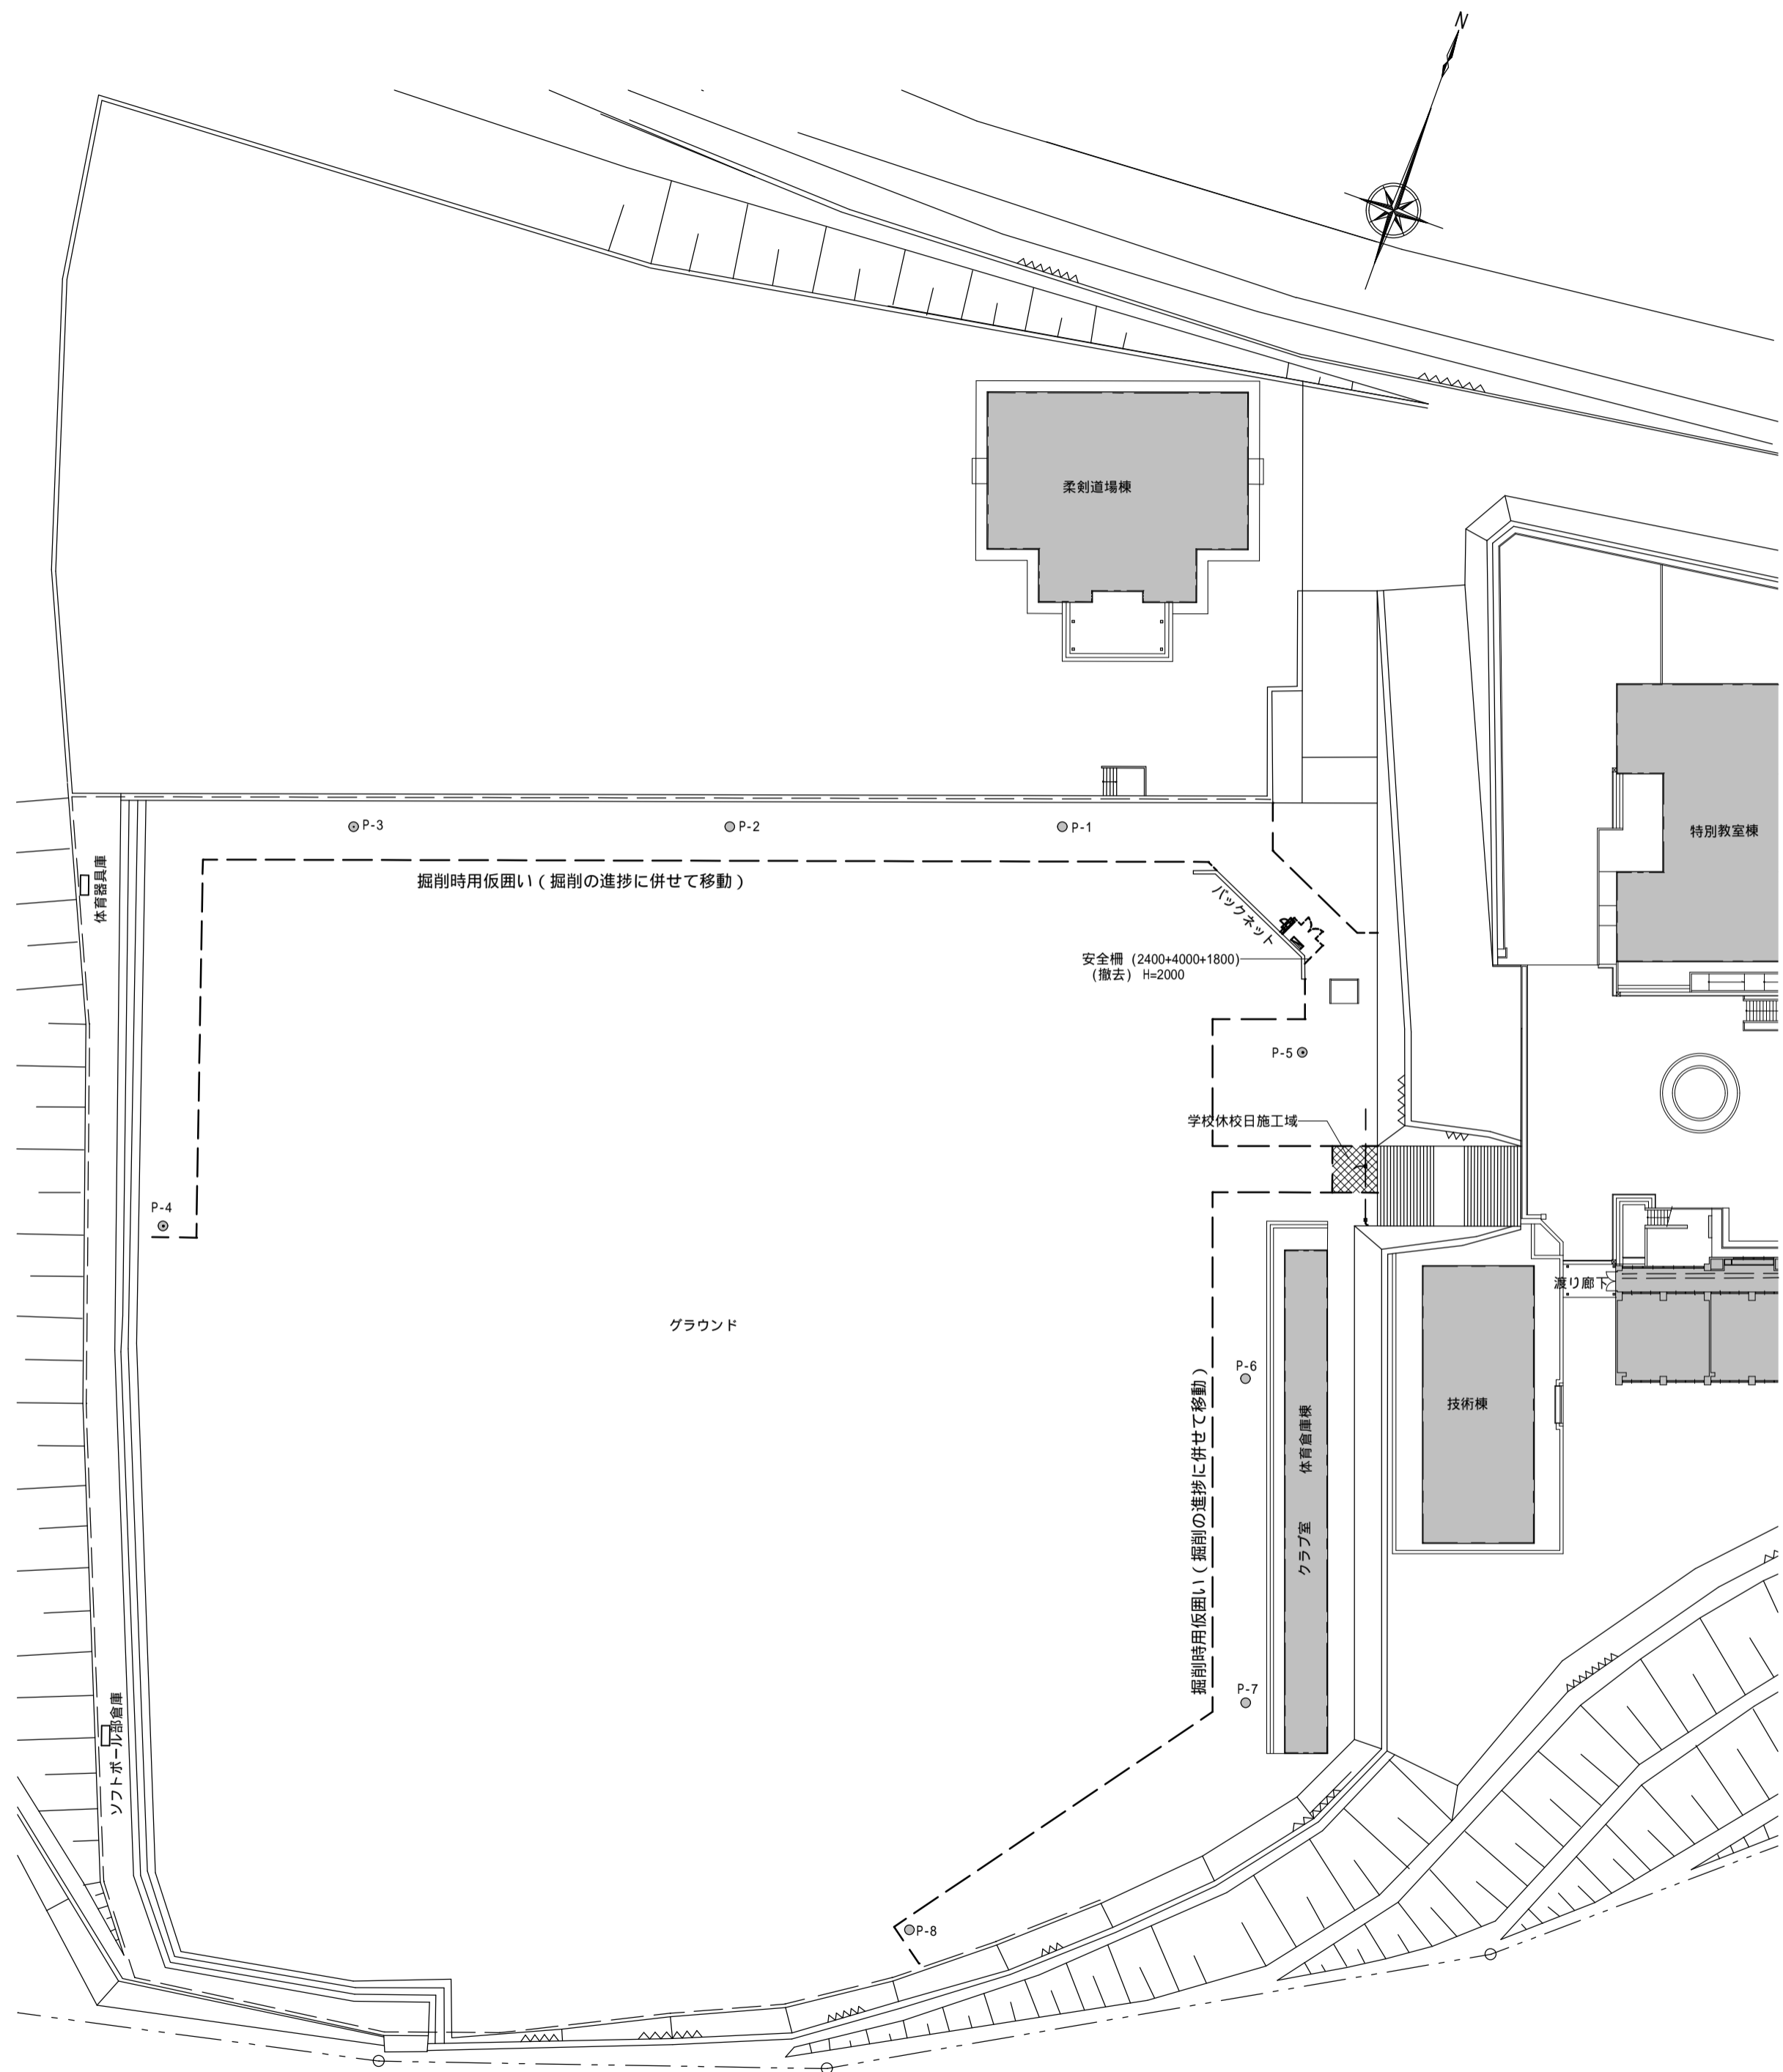 N
柔剣道場棟
特別教室棟
P-3
P-2
P-1
体育器具庫
掘削時用仮囲い（掘削の進捗に併せて移動）
バックネット
安全柵 (2400+4000+1800)
(撤去) H=2000
P-5
学校休校日施工域
P-4
渡り廊下
グラウンド
P-6
掘削時用仮囲い（掘削の進捗に併せて移動）
技術棟
体育倉庫棟
クラブ室
P-7
ソフトボール部倉庫
P-8